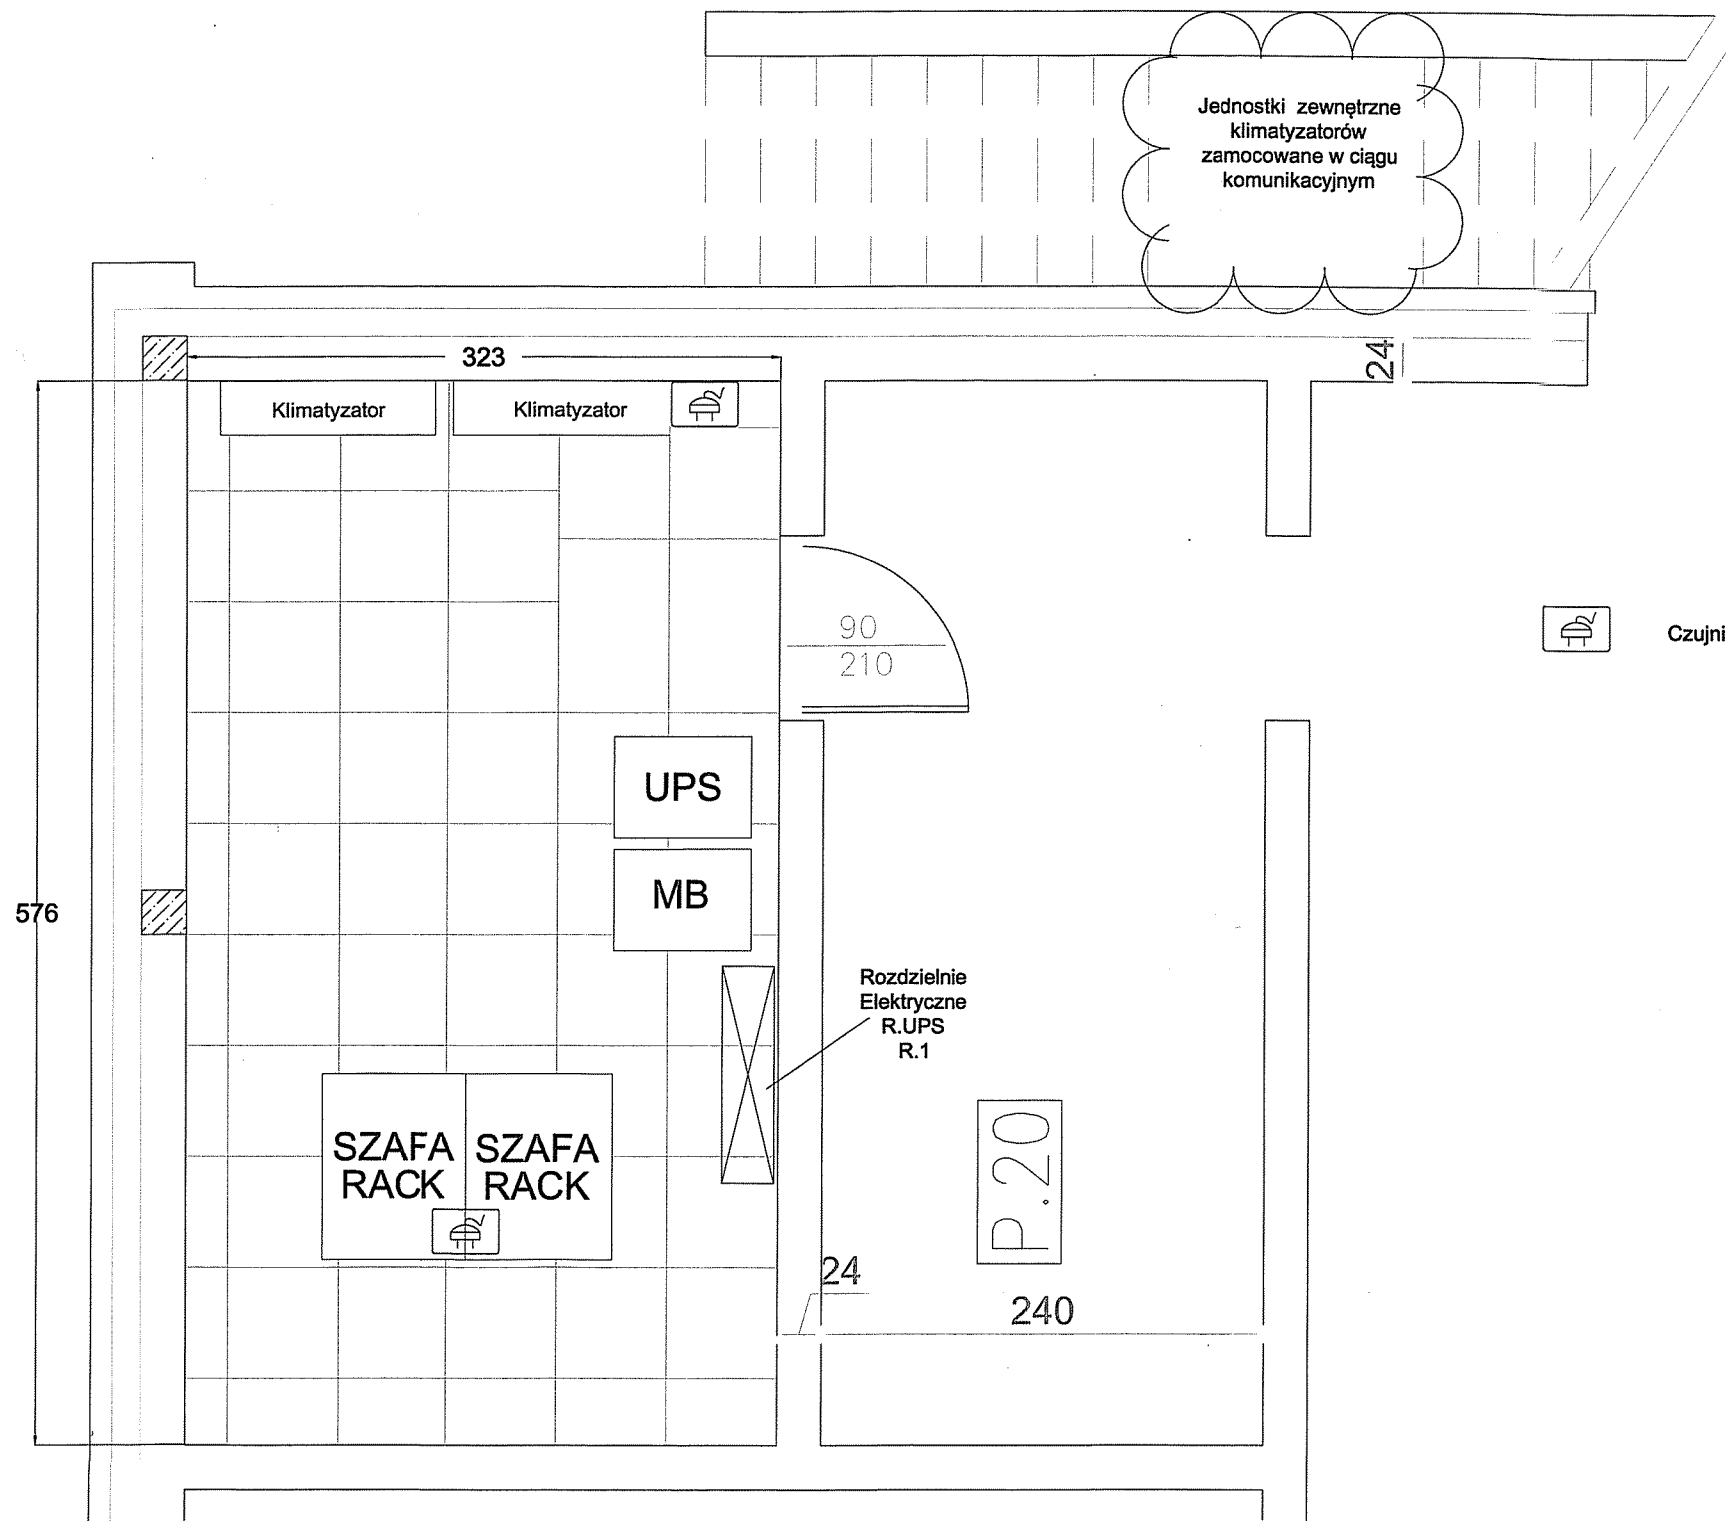 Jednostki zewnętrzne
klimatyzatorów
zamocowane w ciągu
komunikacyjnym
323
24
Klimatyzator
Klimatyzator
90
210
Czujni
UPS
MB
576
Rozdzielnie
Elektryczne
R.UPS
R.1
SZAFA
RACK
SZAFA
RACK
P.20
24
240